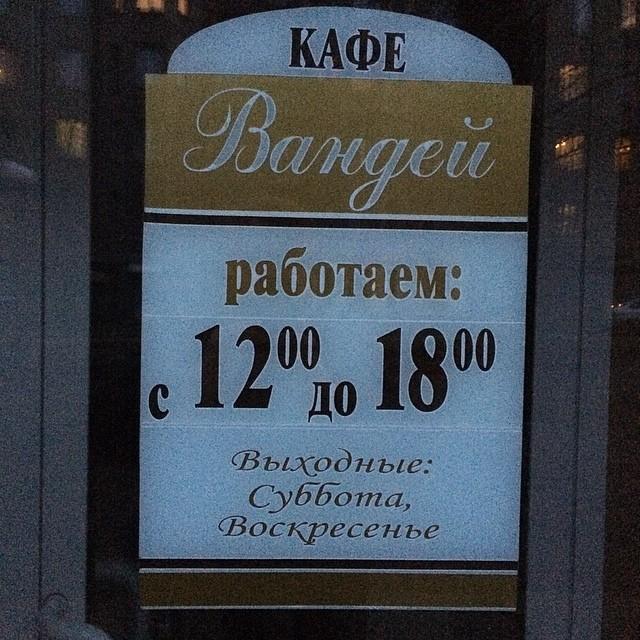 КАФЕ
Вандей
работаем:
с 1200 до 1800
Выходные:
Суббота,
Воскресенье